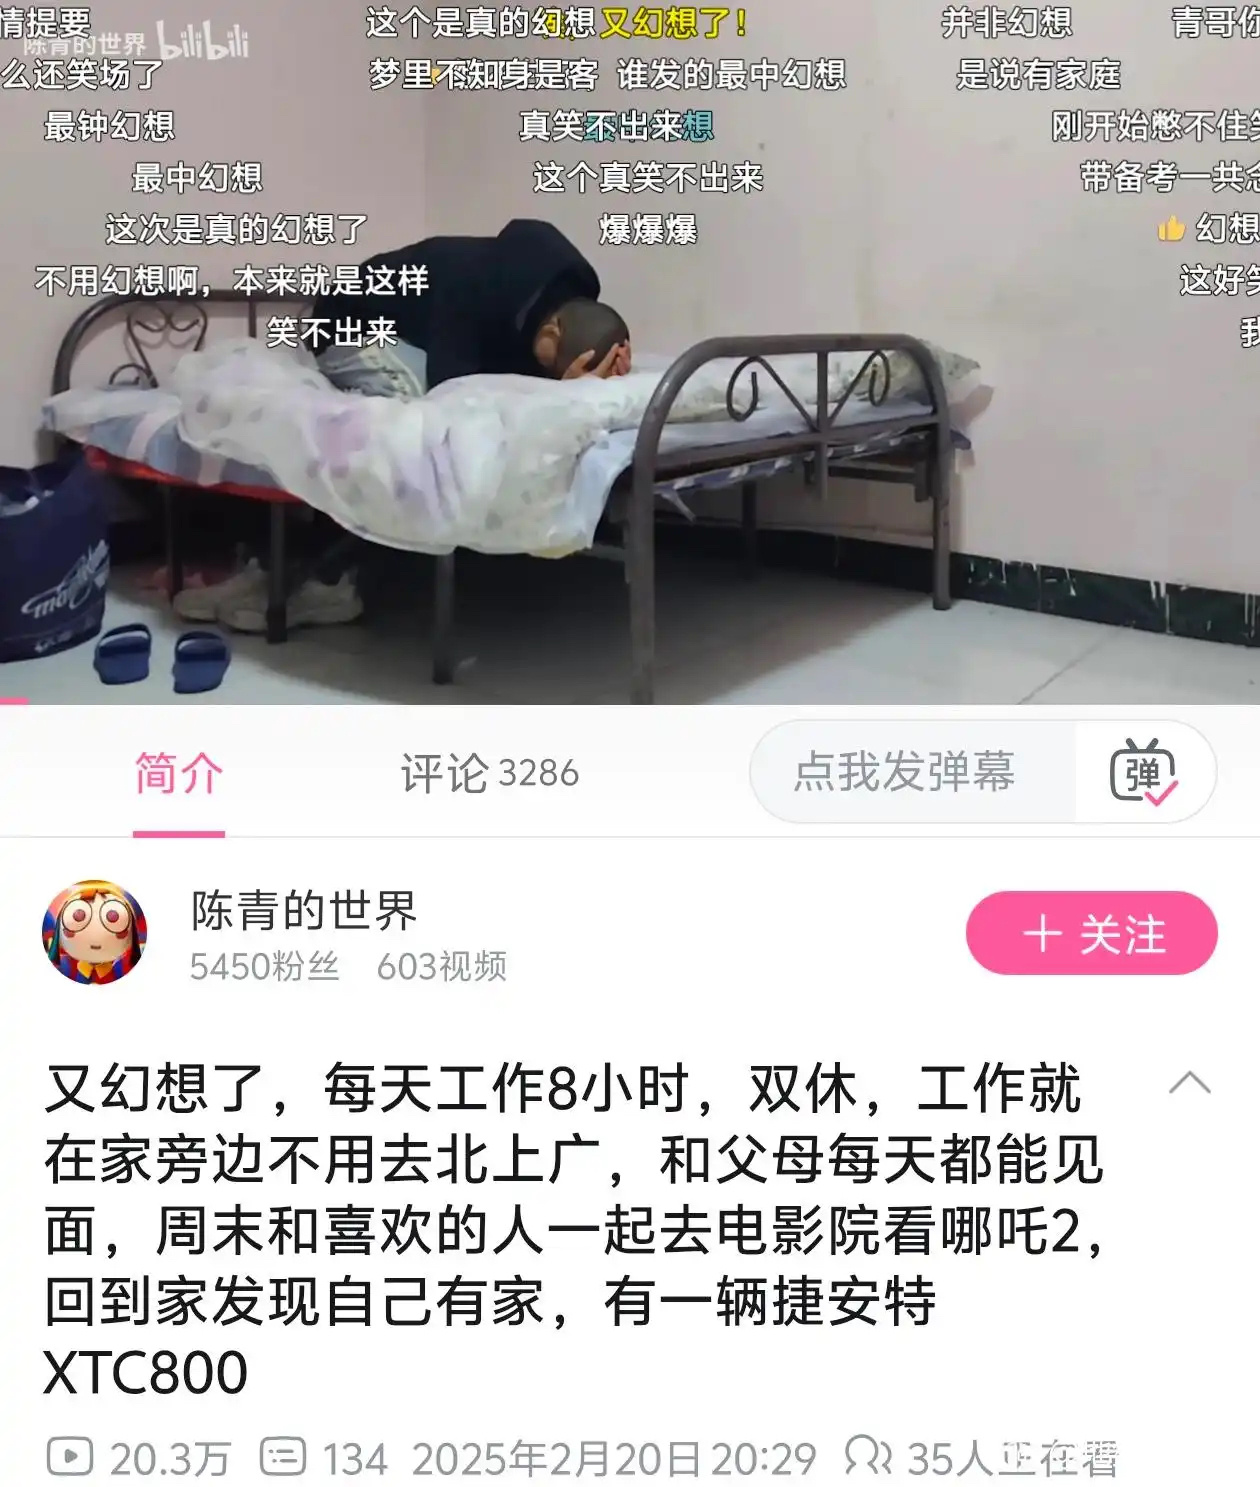 情提要
陈青的世界 bilibili
这个是真的幻想
又幻想了！
并非幻想
青哥你
么还笑场了
梦里不知身是客
谁发的最中幻想
是说有家庭
最钟幻想
真笑不出来
想
刚开始憋不住笑
最中幻想
这个真笑不出来
带备考一共念
这次是真的幻想了
爆爆爆
幻想
不用幻想啊，本来就是这样
这好笑
笑不出来
我
简介
评论 3286
点我发弹幕
弹
陈青的世界
5450粉丝 603视频
＋关注
又幻想了，每天工作8小时，双休，工作就
在家旁边不用去北上广，和父母每天都能见
面，周末和喜欢的人一起去电影院看哪吒2，
回到家发现自己有家，有一辆捷安特
XTC800
20.3万 134 2025年2月20日 20:29 35人正在看